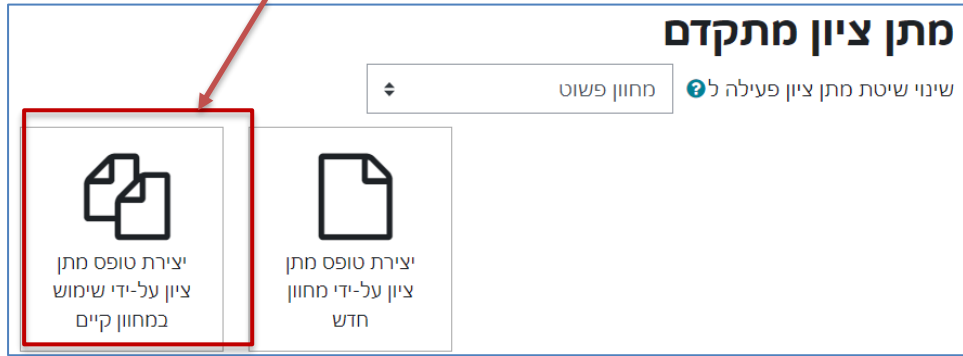 מתן ציון מתקדם
שינוי שיטת מתן ציון פעילה ל? מחוון פשוט
יצירת טופס מתן
ציון על-ידי מחוון
חדש
יצירת טופס מתן
ציון על-ידי שימוש
במחוון קיים